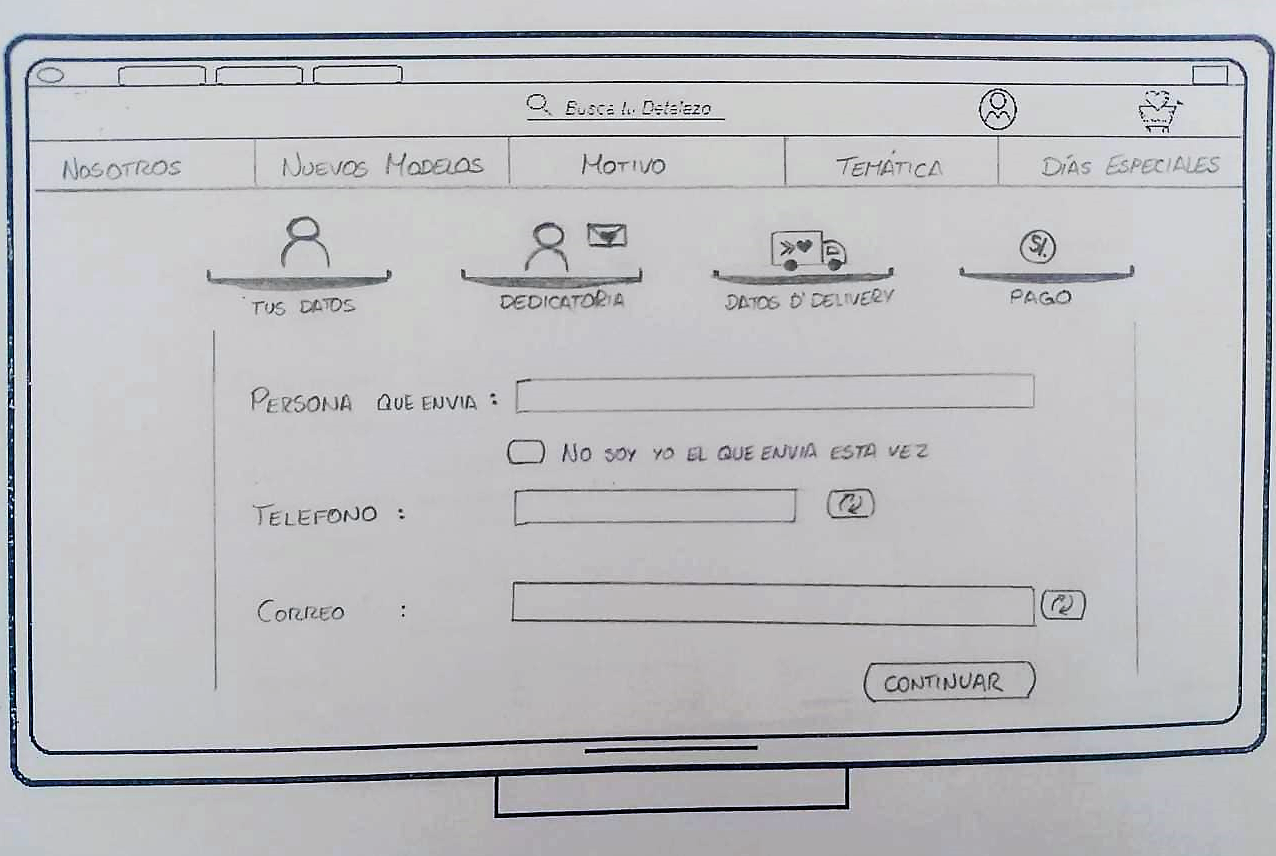 Busca tu Detalazo
NOSOTROS NUEVOS MODELOS MOTIVO TEMÁTICA DÍAS ESPECIALES
S/.
TUS DATOS DEDICATORIA DATOS D' DELIVERY PAGO
PERSONA QUE ENVIA :
NO SOY YO EL QUE ENVIA ESTA VEZ
TELEFONO :
CORREO :
CONTINUAR